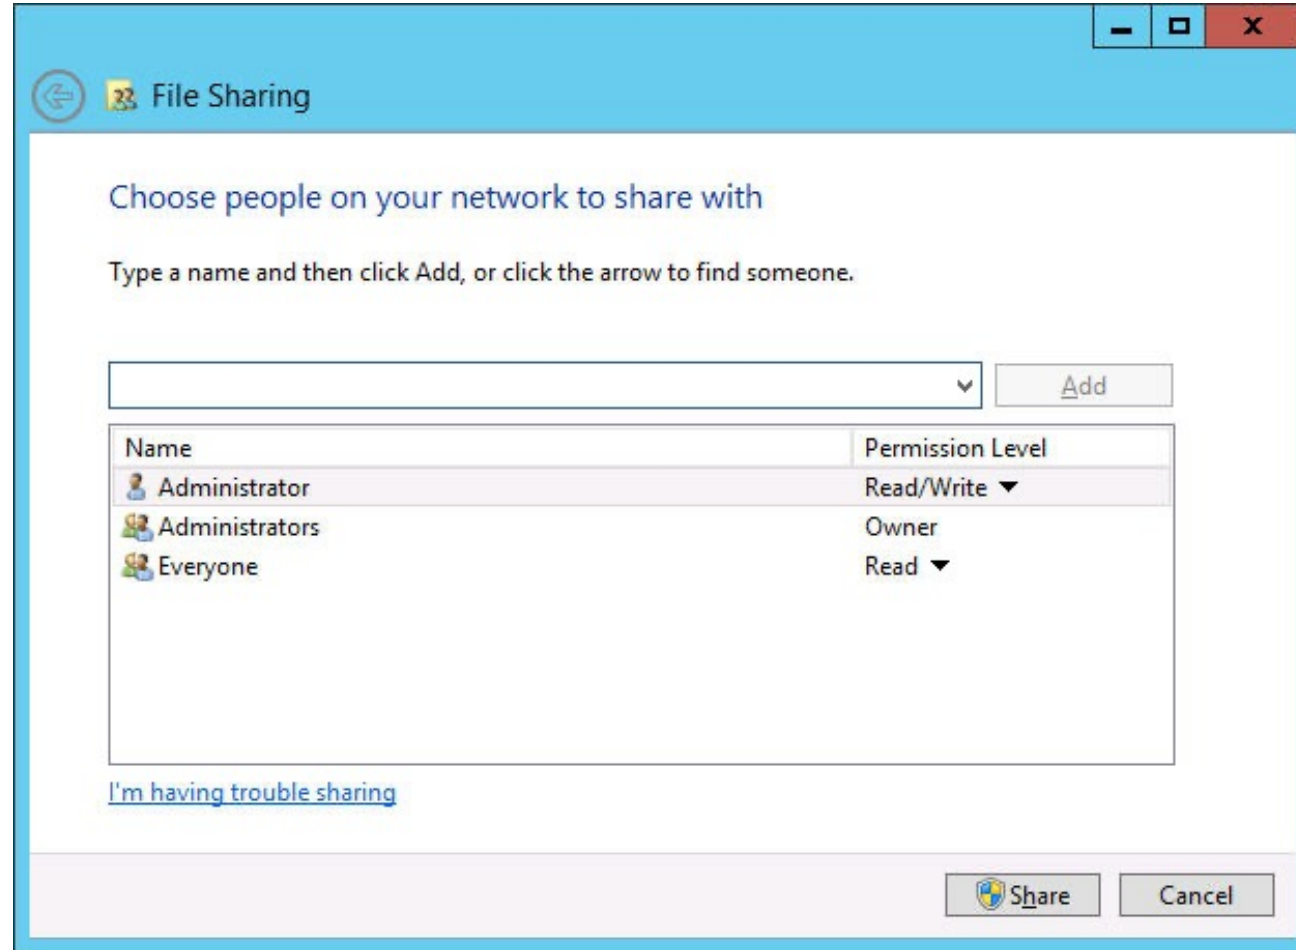 File Sharing
Choose people on your network to share with
Type a name and then click Add, or click the arrow to find someone.
Add
Name Permission Level
Administrator Read/Write
Administrators Owner
Everyone Read
I'm having trouble sharing
Share Cancel